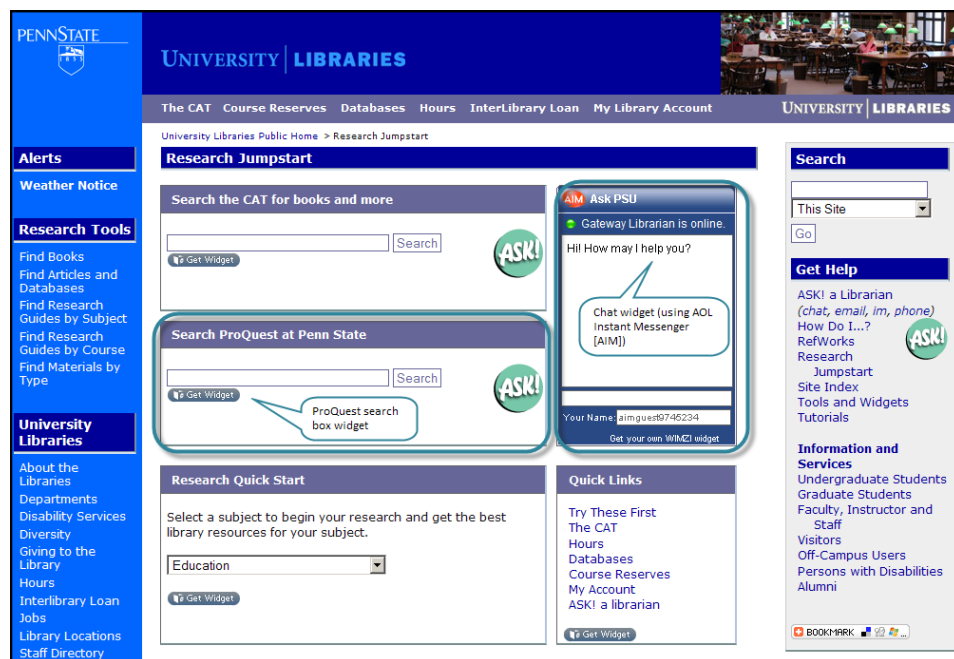 PENNSTATE
1855
UNIVERSITY LIBRARIES
The CAT Course Reserves Databases Hours InterLibrary Loan My Library Account
UNIVERSITY LIBRARIES
University Libraries Public Home > Research Jumpstart
Alerts
Weather Notice
Research Tools
Find Books
Find Articles and
Databases
Find Research
Guides by Subject
Find Research
Guides by Course
Find Materials by
Type
University
Libraries
About the
Libraries
Departments
Disability Services
Diversity
Giving to the
Library
Hours
Interlibrary Loan
Jobs
Library Locations
Staff Directory
Research Jumpstart
Search the CAT for books and more
Search
Get Widget
ASK!
Search ProQuest at Penn State
Search
Get Widget
ASK!
ProQuest search
box widget
AIM Ask PSU
Gateway Librarian is online.
Hi! How may I help you?
Chat widget (using AOL
Instant Messenger
[AIM])
Your Name: aimguest9745234
Get your own WIMZI widget
Research Quick Start
Select a subject to begin your research and get the best
library resources for your subject.
Education
Get Widget
Quick Links
Try These First
The CAT
Hours
Databases
Course Reserves
My Account
ASK! a librarian
Get Widget
Search
This Site
Go
Get Help
ASK! a Librarian
(chat, email, im, phone)
How Do I...?
RefWorks
Research
Jumpstart
Site Index
Tools and Widgets
Tutorials
ASK!
Information and
Services
Undergraduate Students
Graduate Students
Faculty, Instructor and
Staff
Visitors
Off-Campus Users
Persons with Disabilities
Alumni
BOOKMARK